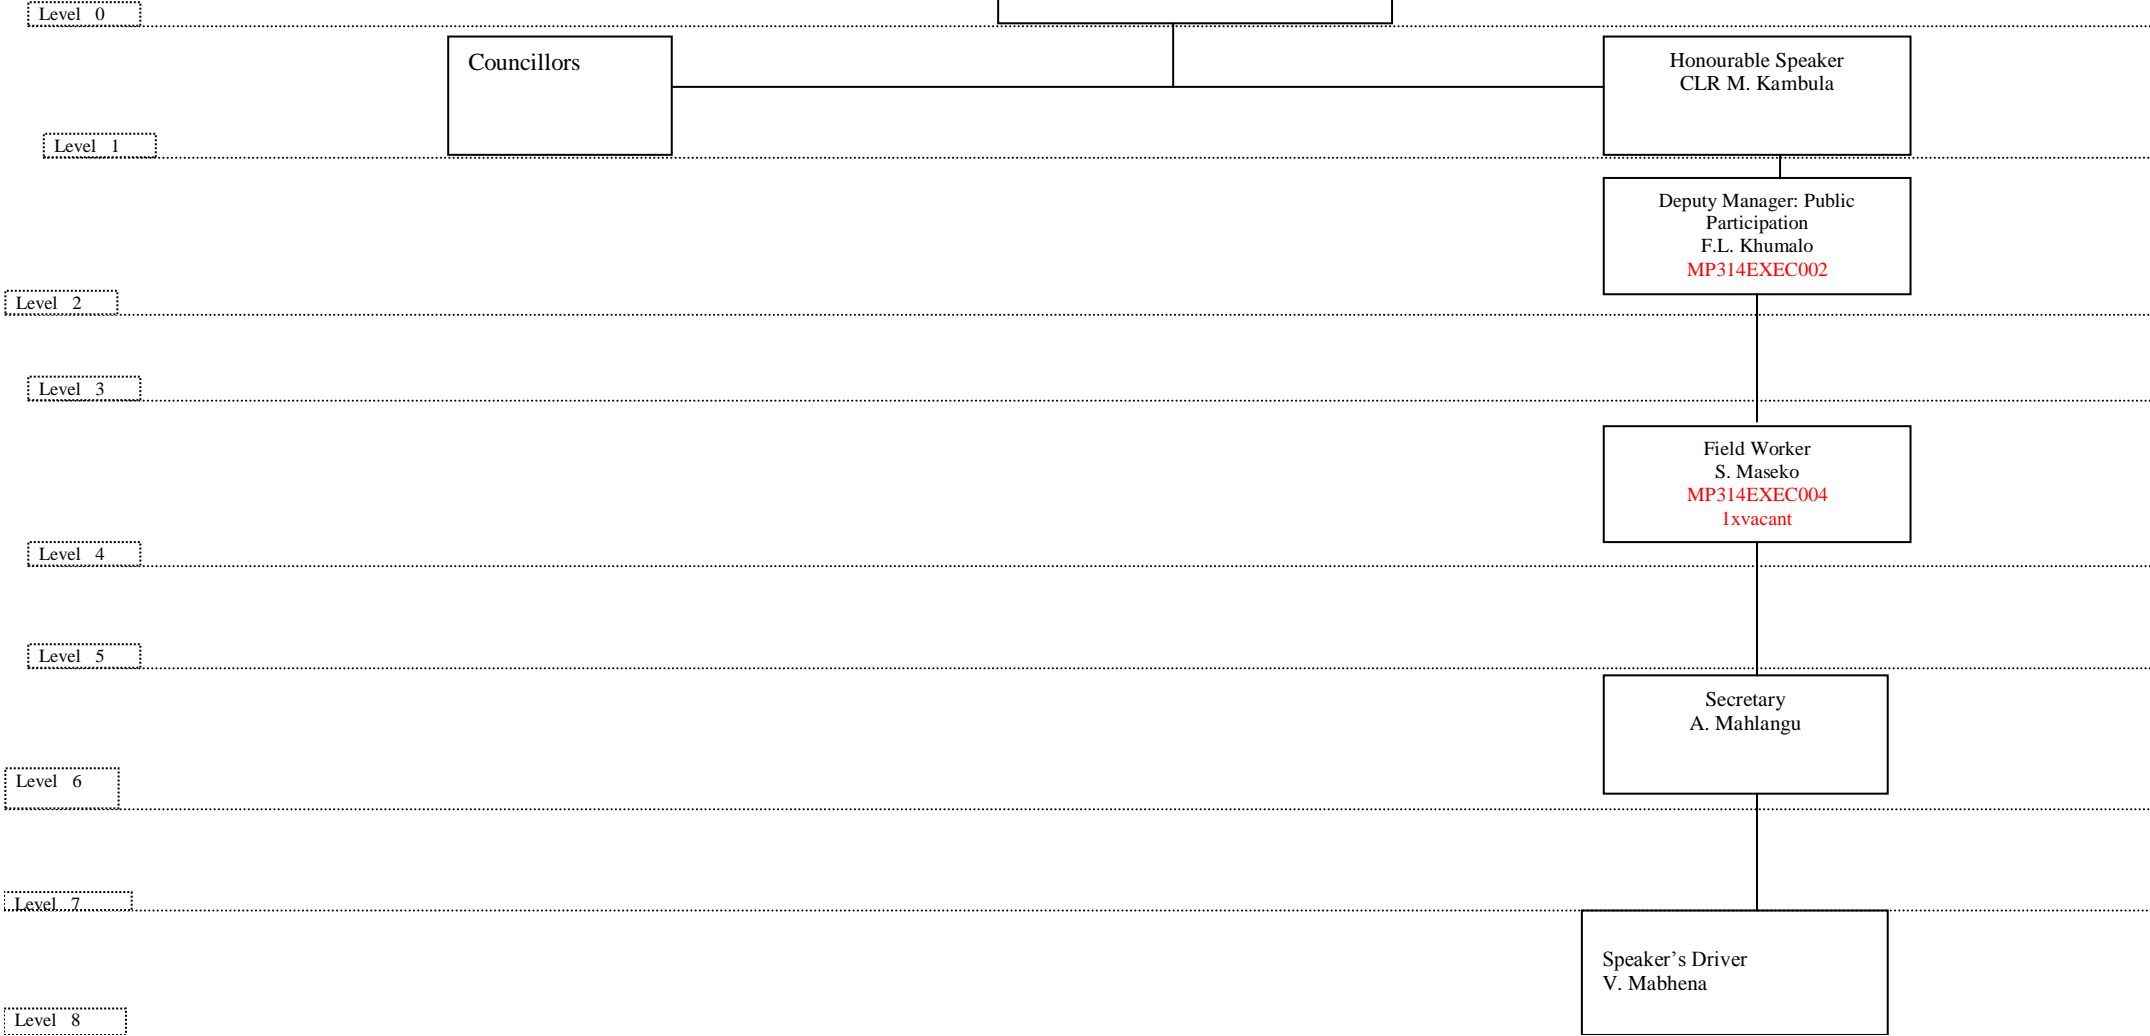 Level 0
Councillors
Honourable Speaker
CLR M. Kambula
Level 1
Deputy Manager: Public
Participation
F.L. Khumalo
MP314EXEC002
Level 2
Level 3
Field Worker
S. Maseko
MP314EXEC004
1xvacant
Level 4
Level 5
Secretary
A. Mahlangu
Level 6
Level 7
Speaker’s Driver
V. Mabhena
Level 8